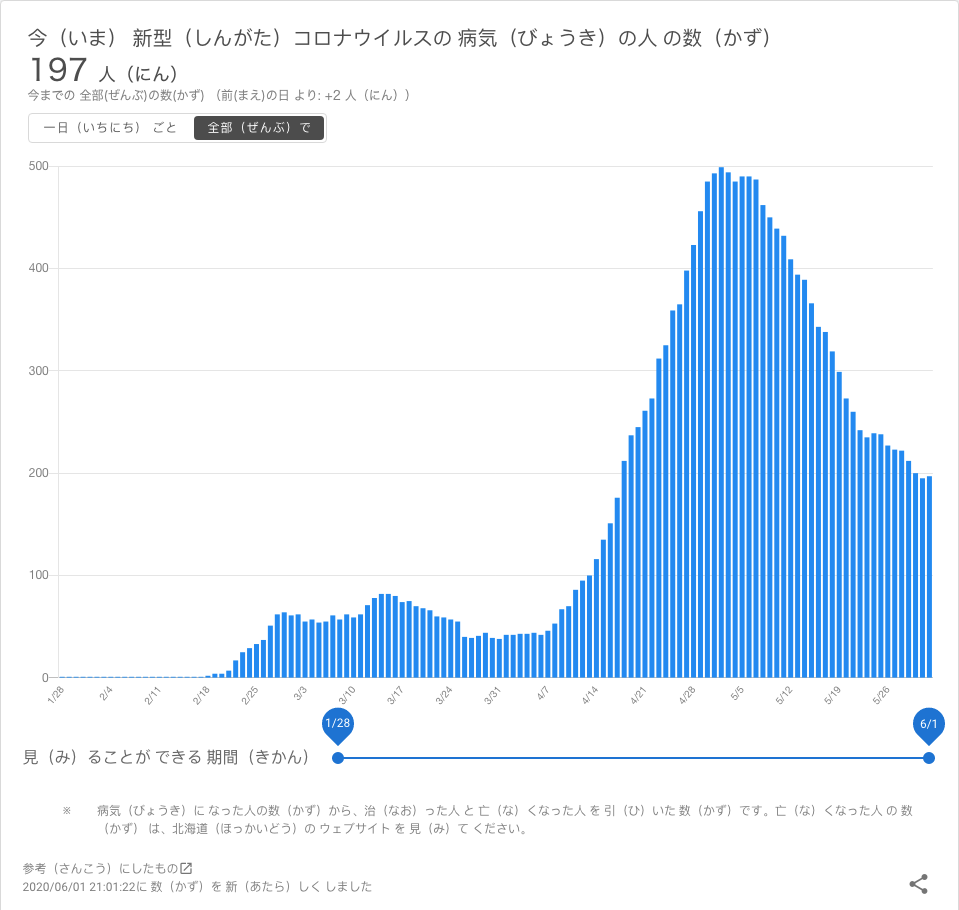 今（いま） 新型（しんがた）コロナウイルスの 病気（びょうき）の人 の数（かず）
197 人（にん）
今までの 全部(ぜんぶ)の数(かず) （前(まえ)の日 より: +2 人（にん））
一日（いちにち） ごと 全部（ぜんぶ）で
500
400
300
200
100
0
1/28 2/4 2/11 2/18 2/25 3/3 3/10 3/17 3/24 3/31 4/7 4/14 4/21 4/28 5/5 5/12 5/19 5/26
1/28 6/1
見（み）ることが できる 期間（きかん）
※ 病気（びょうき）に なった人の数（かず）から、治（なお）った人 と 亡（な）くなった人 を 引（ひ）いた 数（かず）です。亡（な）くなった人 の 数
（かず） は、北海道（ほっかいどう）の ウェブサイト を 見（み）て ください。
参考（さんこう）にしたもの
2020/06/01 21:01:22に 数（かず）を 新（あたら）しく しました